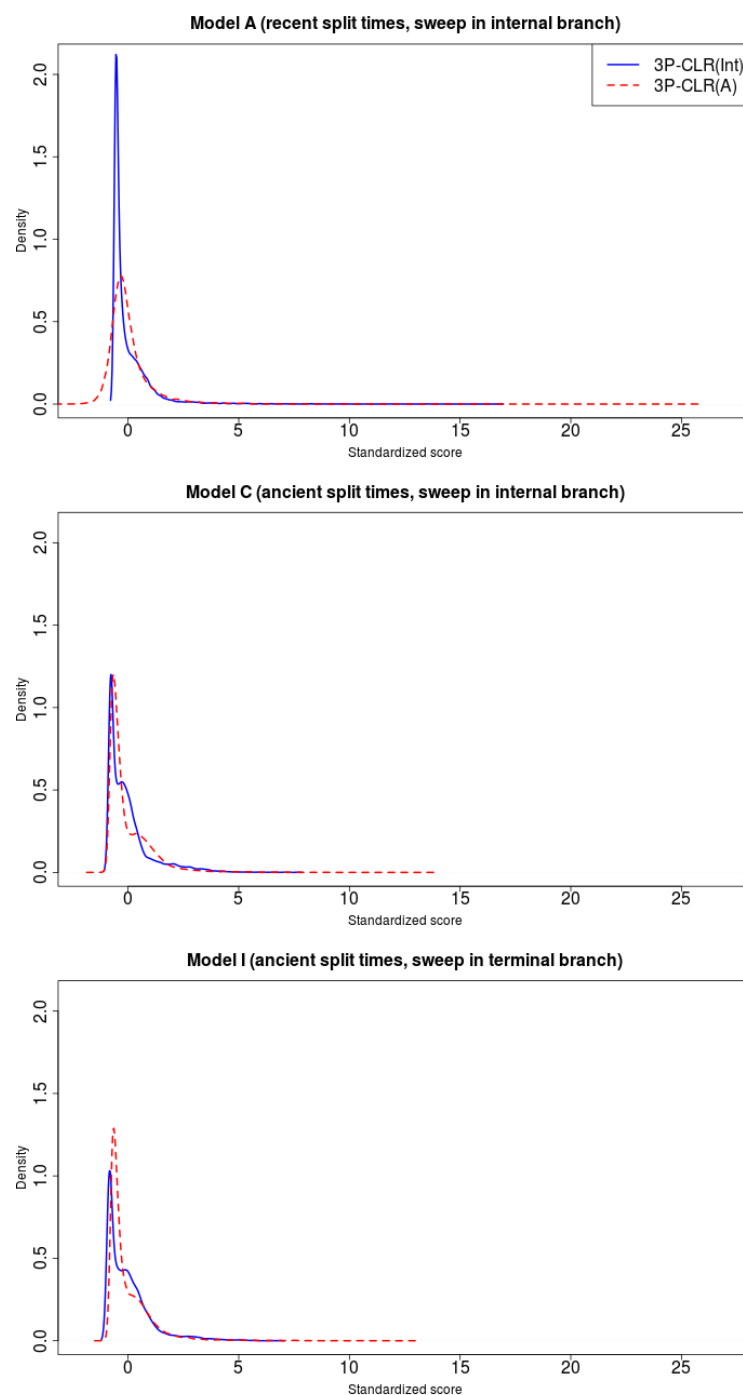 Model A (recent split times, sweep in internal branch)
3P-CLR(Int)
3P-CLR(A)
Density
0.0 0.5 1.0 1.5 2.0
0 5 10 15 20 25
Standardized score
Model C (ancient split times, sweep in internal branch)
Density
0.0 0.5 1.0 1.5 2.0
0 5 10 15 20 25
Standardized score
Model I (ancient split times, sweep in terminal branch)
Density
0.0 0.5 1.0 1.5 2.0
0 5 10 15 20 25
Standardized score